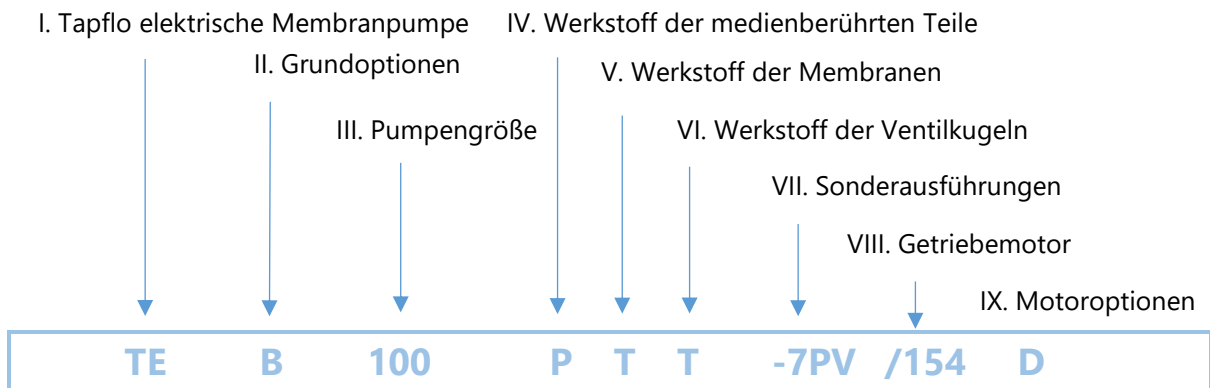 I. Tapflo elektrische Membranpumpe
IV. Werkstoff der medienberührten Teile
II. Grundoptionen
V. Werkstoff der Membranen
III. Pumpengröße
VI. Werkstoff der Ventilkugeln
VII. Sonderausführungen
VIII. Getriebemotor
IX. Motoroptionen
TE B 100 P T T -7PV /154 D